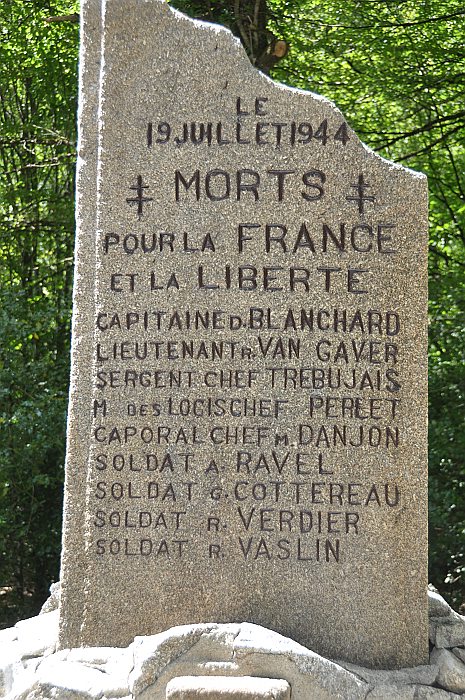 LE
19 JUILLET 1944
MORTS
POUR LA FRANCE
ET LA LIBERTE
CAPITAINE D. BLANCHARD
LIEUTENANT R. VAN GAVER
SERGENT CHEF TREBUJAIS
M DES LOGIS CHEF PERLET
CAPORAL CHEF M. DANJON
SOLDAT A. RAVEL
SOLDAT G. COTTEREAU
SOLDAT R. VERDIER
SOLDAT R. VASLIN